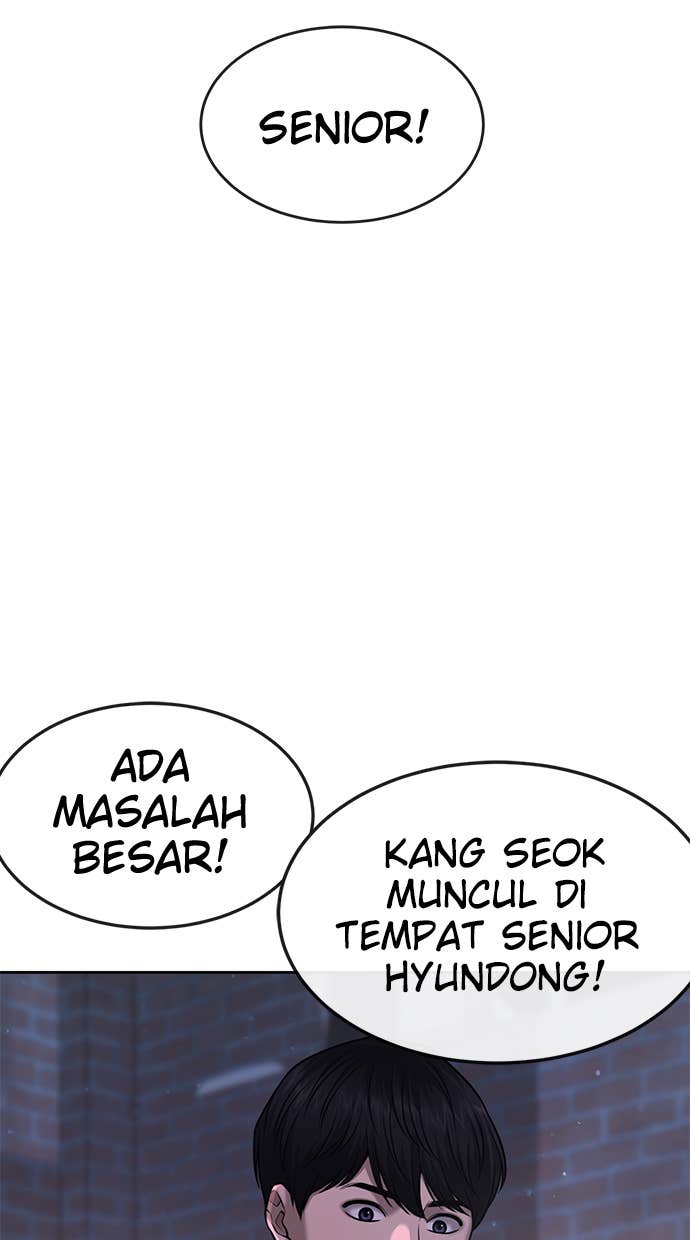 SENIOR!
ADA
MASALAH
BESAR!
KANG SEOK
MUNCUL DI
TEMPAT SENIOR
HYUNDONG!